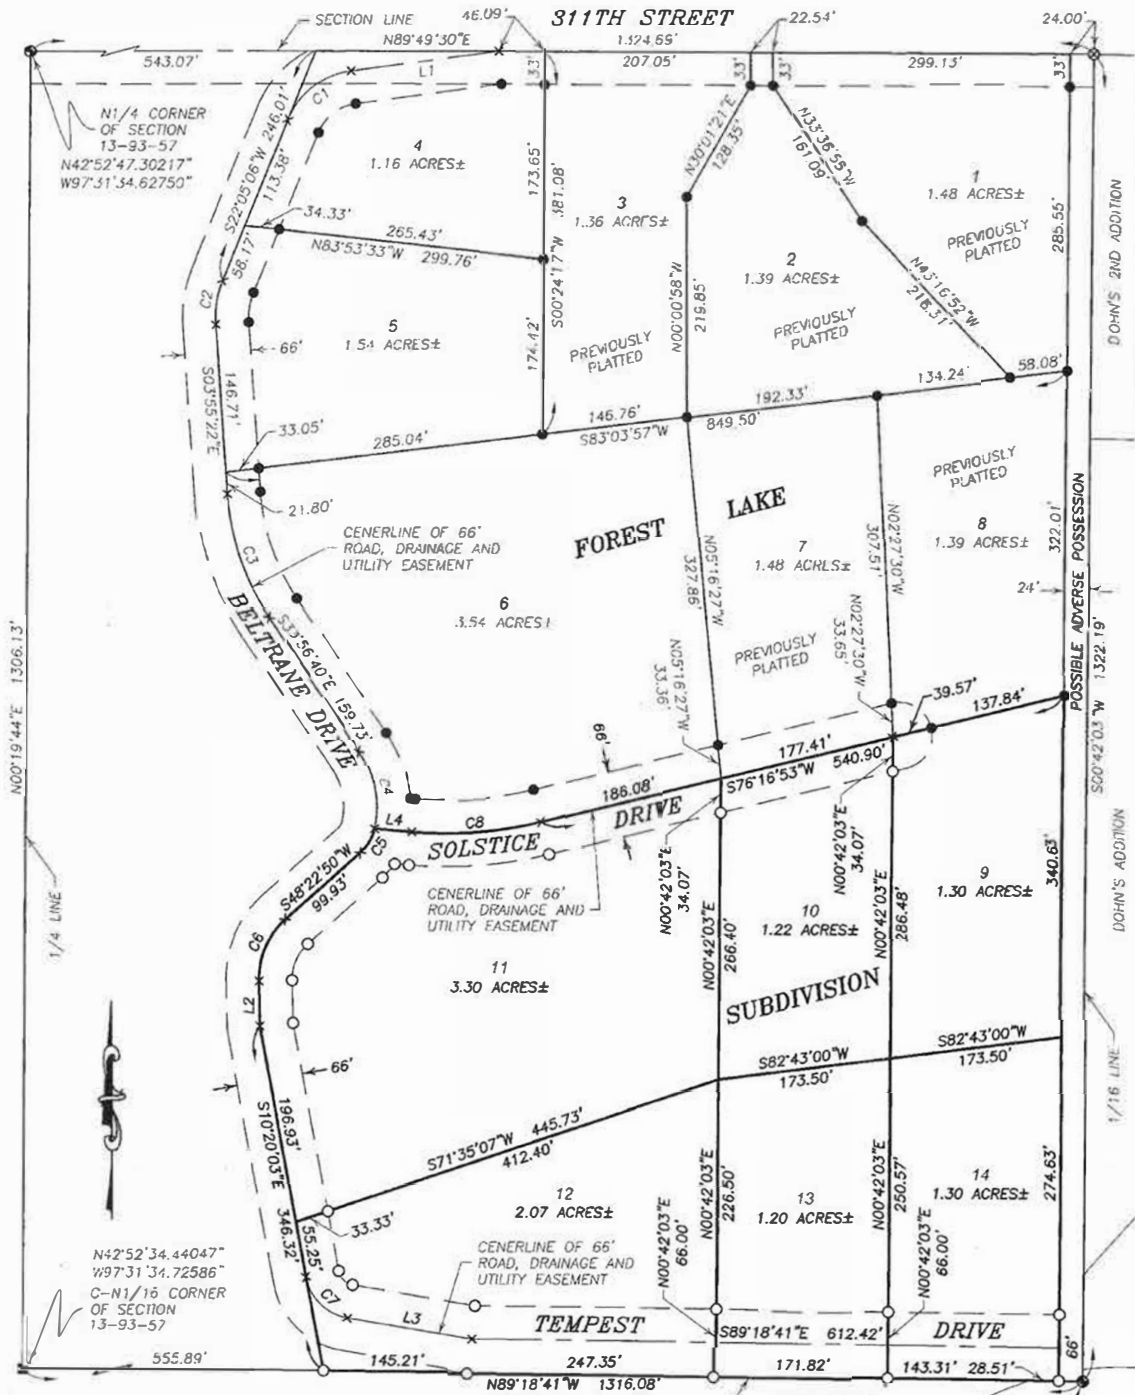 311TH STREET
SECTION LINE
46.09'
22.54'
24.00'
N89°49'30"E
1324.69'
543.07'
L1
33'
207.05'
33'
33'
299.13'
33'
C1
N1/4 CORNER
OF SECTION
13-93-57
N42°52'47.30217"
W97°31'34.62750"
246.01'
S22°05'06"W
113.38'
58.17'
4
1.16 ACRES±
173.65'
381.08'
S00°24'17"W
174.42'
3
1.36 ACRES±
N30°01'21"E
128.35'
N33°36'55"W
161.09'
1
1.48 ACRES±
PREVIOUSLY
PLATTED
285.55'
DOHN'S 2ND ADDITION
34.33'
265.43'
N83°53'33"W
299.76'
2
1.39 ACRES±
PREVIOUSLY
PLATTED
N43°16'52"W
216.31'
C2
5
1.54 ACRES±
66'
PREVIOUSLY
PLATTED
N00°00'58"W
219.85'
58.08'
134.24'
192.33'
146.76'
849.50'
S83°03'57"W
S03°55'22"E
146.71'
33.05'
285.04'
21.80'
PREVIOUSLY
PLATTED
CENERLINE OF 66'
ROAD, DRAINAGE AND
UTILITY EASEMENT
C3
FOREST
LAKE
N05°16'27"W
327.86'
7
1.48 ACRES±
N02°27'30"W
307.51'
8
1.39 ACRES±
322.01'
POSSIBLE ADVERSE POSSESSION
24'
6
3.54 ACRES±
BELTRANE DRIVE
56'40"E
159.73'
N05°16'27"W
33.36'
PREVIOUSLY
PLATTED
N02°27'30"W
33.65'
39.57'
137.84'
N00°19'44"E 1306.13'
S00°42'03"W 1322.19'
66'
177.41'
S76°16'53"W
540.90'
186.08'
C4
L4
C8
C5
SOLSTICE
DRIVE
N00°42'03"E
34.07'
N00°42'03"E
34.07'
S48°22'50"W
99.93'
CENERLINE OF 66'
ROAD, DRAINAGE AND
UTILITY EASEMENT
9
1.30 ACRES±
340.63'
DOHN'S ADDITION
1/4 LINE
C6
L2
11
3.30 ACRES±
N00°42'03"E
266.40'
10
1.22 ACRES±
N00°42'03"E
286.48'
SUBDIVISION
S82°43'00"W
173.50'
S82°43'00"W
173.50'
1/16 LINE
66'
S10°20'03"E
196.93'
346.32'
55.25'
445.73'
S71°35'07"W
412.40'
33.33'
12
2.07 ACRES±
N00°42'03"E
226.50'
13
1.20 ACRES±
N00°42'03"E
250.57'
14
1.30 ACRES±
274.63'
N42°52'34.44047"
W97°31'34.72586"
C-N1/16 CORNER
OF SECTION
13-93-57
CENERLINE OF 66'
ROAD, DRAINAGE AND
UTILITY EASEMENT
N00°42'03"E
66.00'
N00°42'03"E
66.00'
C7
L3
TEMPEST
S89°18'41"E
612.42'
DRIVE
66'
555.89'
145.21'
247.35'
171.82'
143.31'
28.51'
N89°18'41"W 1316.08'